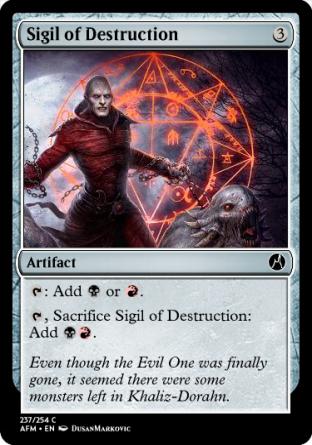 Sigil of Destruction 3
Artifact
: Add or .
, Sacrifice Sigil of Destruction:
Add .
Even though the Evil One was finally
gone, it seemed there were some
monsters left in Khaliz-Dorahn.
237/254 C
AFM • EN DusanMarkovic